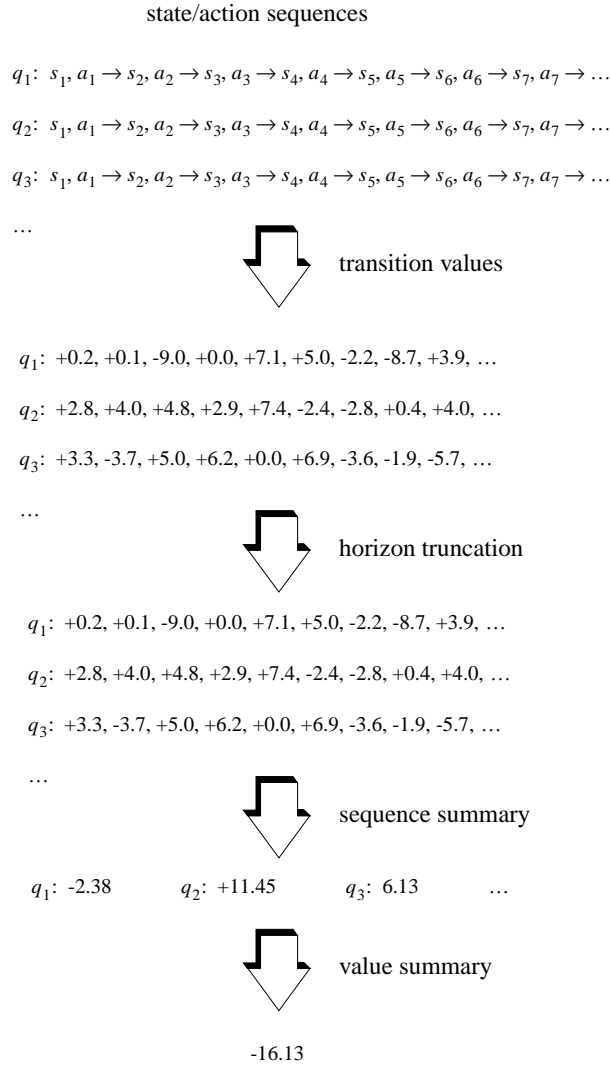 state/action sequences
q1: s1, a1 → s2, a2 → s3, a3 → s4, a4 → s5, a5 → s6, a6 → s7, a7 → …
q2: s1, a1 → s2, a2 → s3, a3 → s4, a4 → s5, a5 → s6, a6 → s7, a7 → …
q3: s1, a1 → s2, a2 → s3, a3 → s4, a4 → s5, a5 → s6, a6 → s7, a7 → …
…
transition values
q1: +0.2, +0.1, -9.0, +0.0, +7.1, +5.0, -2.2, -8.7, +3.9, …
q2: +2.8, +4.0, +4.8, +2.9, +7.4, -2.4, -2.8, +0.4, +4.0, …
q3: +3.3, -3.7, +5.0, +6.2, +0.0, +6.9, -3.6, -1.9, -5.7, …
…
horizon truncation
q1: +0.2, +0.1, -9.0, +0.0, +7.1, +5.0, -2.2, -8.7, +3.9, …
q2: +2.8, +4.0, +4.8, +2.9, +7.4, -2.4, -2.8, +0.4, +4.0, …
q3: +3.3, -3.7, +5.0, +6.2, +0.0, +6.9, -3.6, -1.9, -5.7, …
…
sequence summary
q1: -2.38 q2: +11.45 q3: 6.13 …
value summary
-16.13